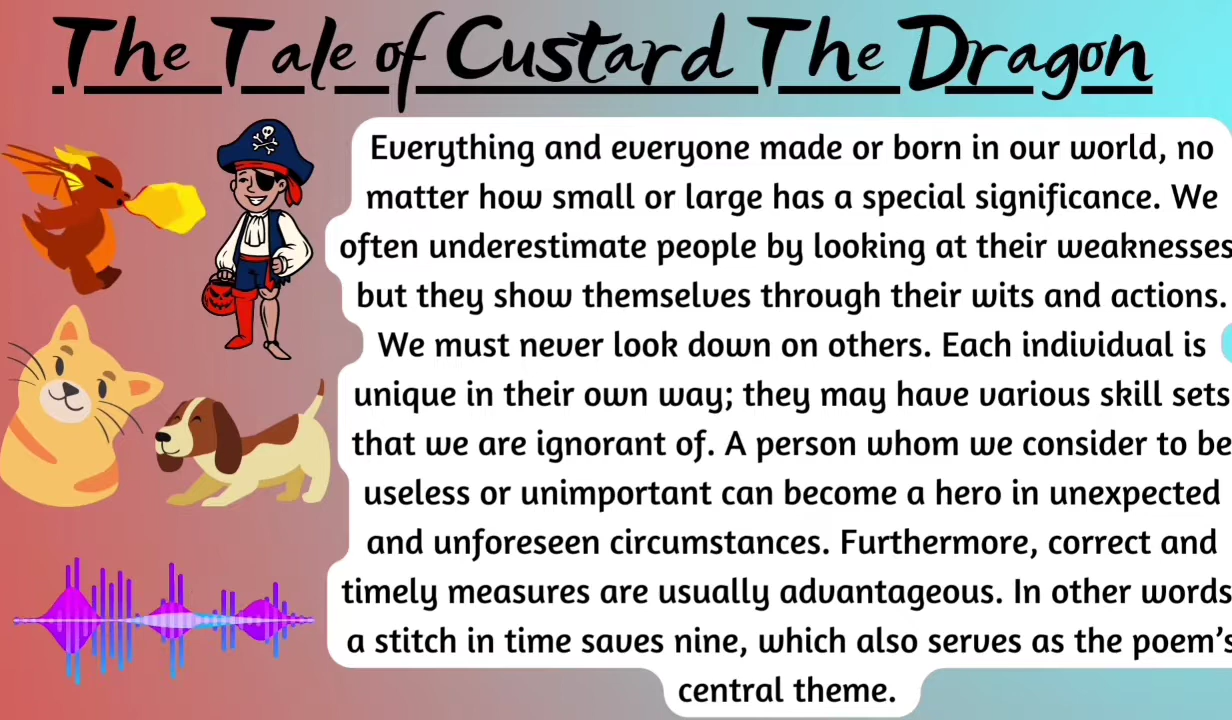 The Tale of Custard The Dragon
Everything and everyone made or born in our world, no
matter how small or large has a special significance. We
often underestimate people by looking at their weaknesses
but they show themselves through their wits and actions.
We must never look down on others. Each individual is
unique in their own way; they may have various skill sets
that we are ignorant of. A person whom we consider to be
useless or unimportant can become a hero in unexpected
and unforeseen circumstances. Furthermore, correct and
timely measures are usually advantageous. In other words
a stitch in time saves nine, which also serves as the poem's
central theme.